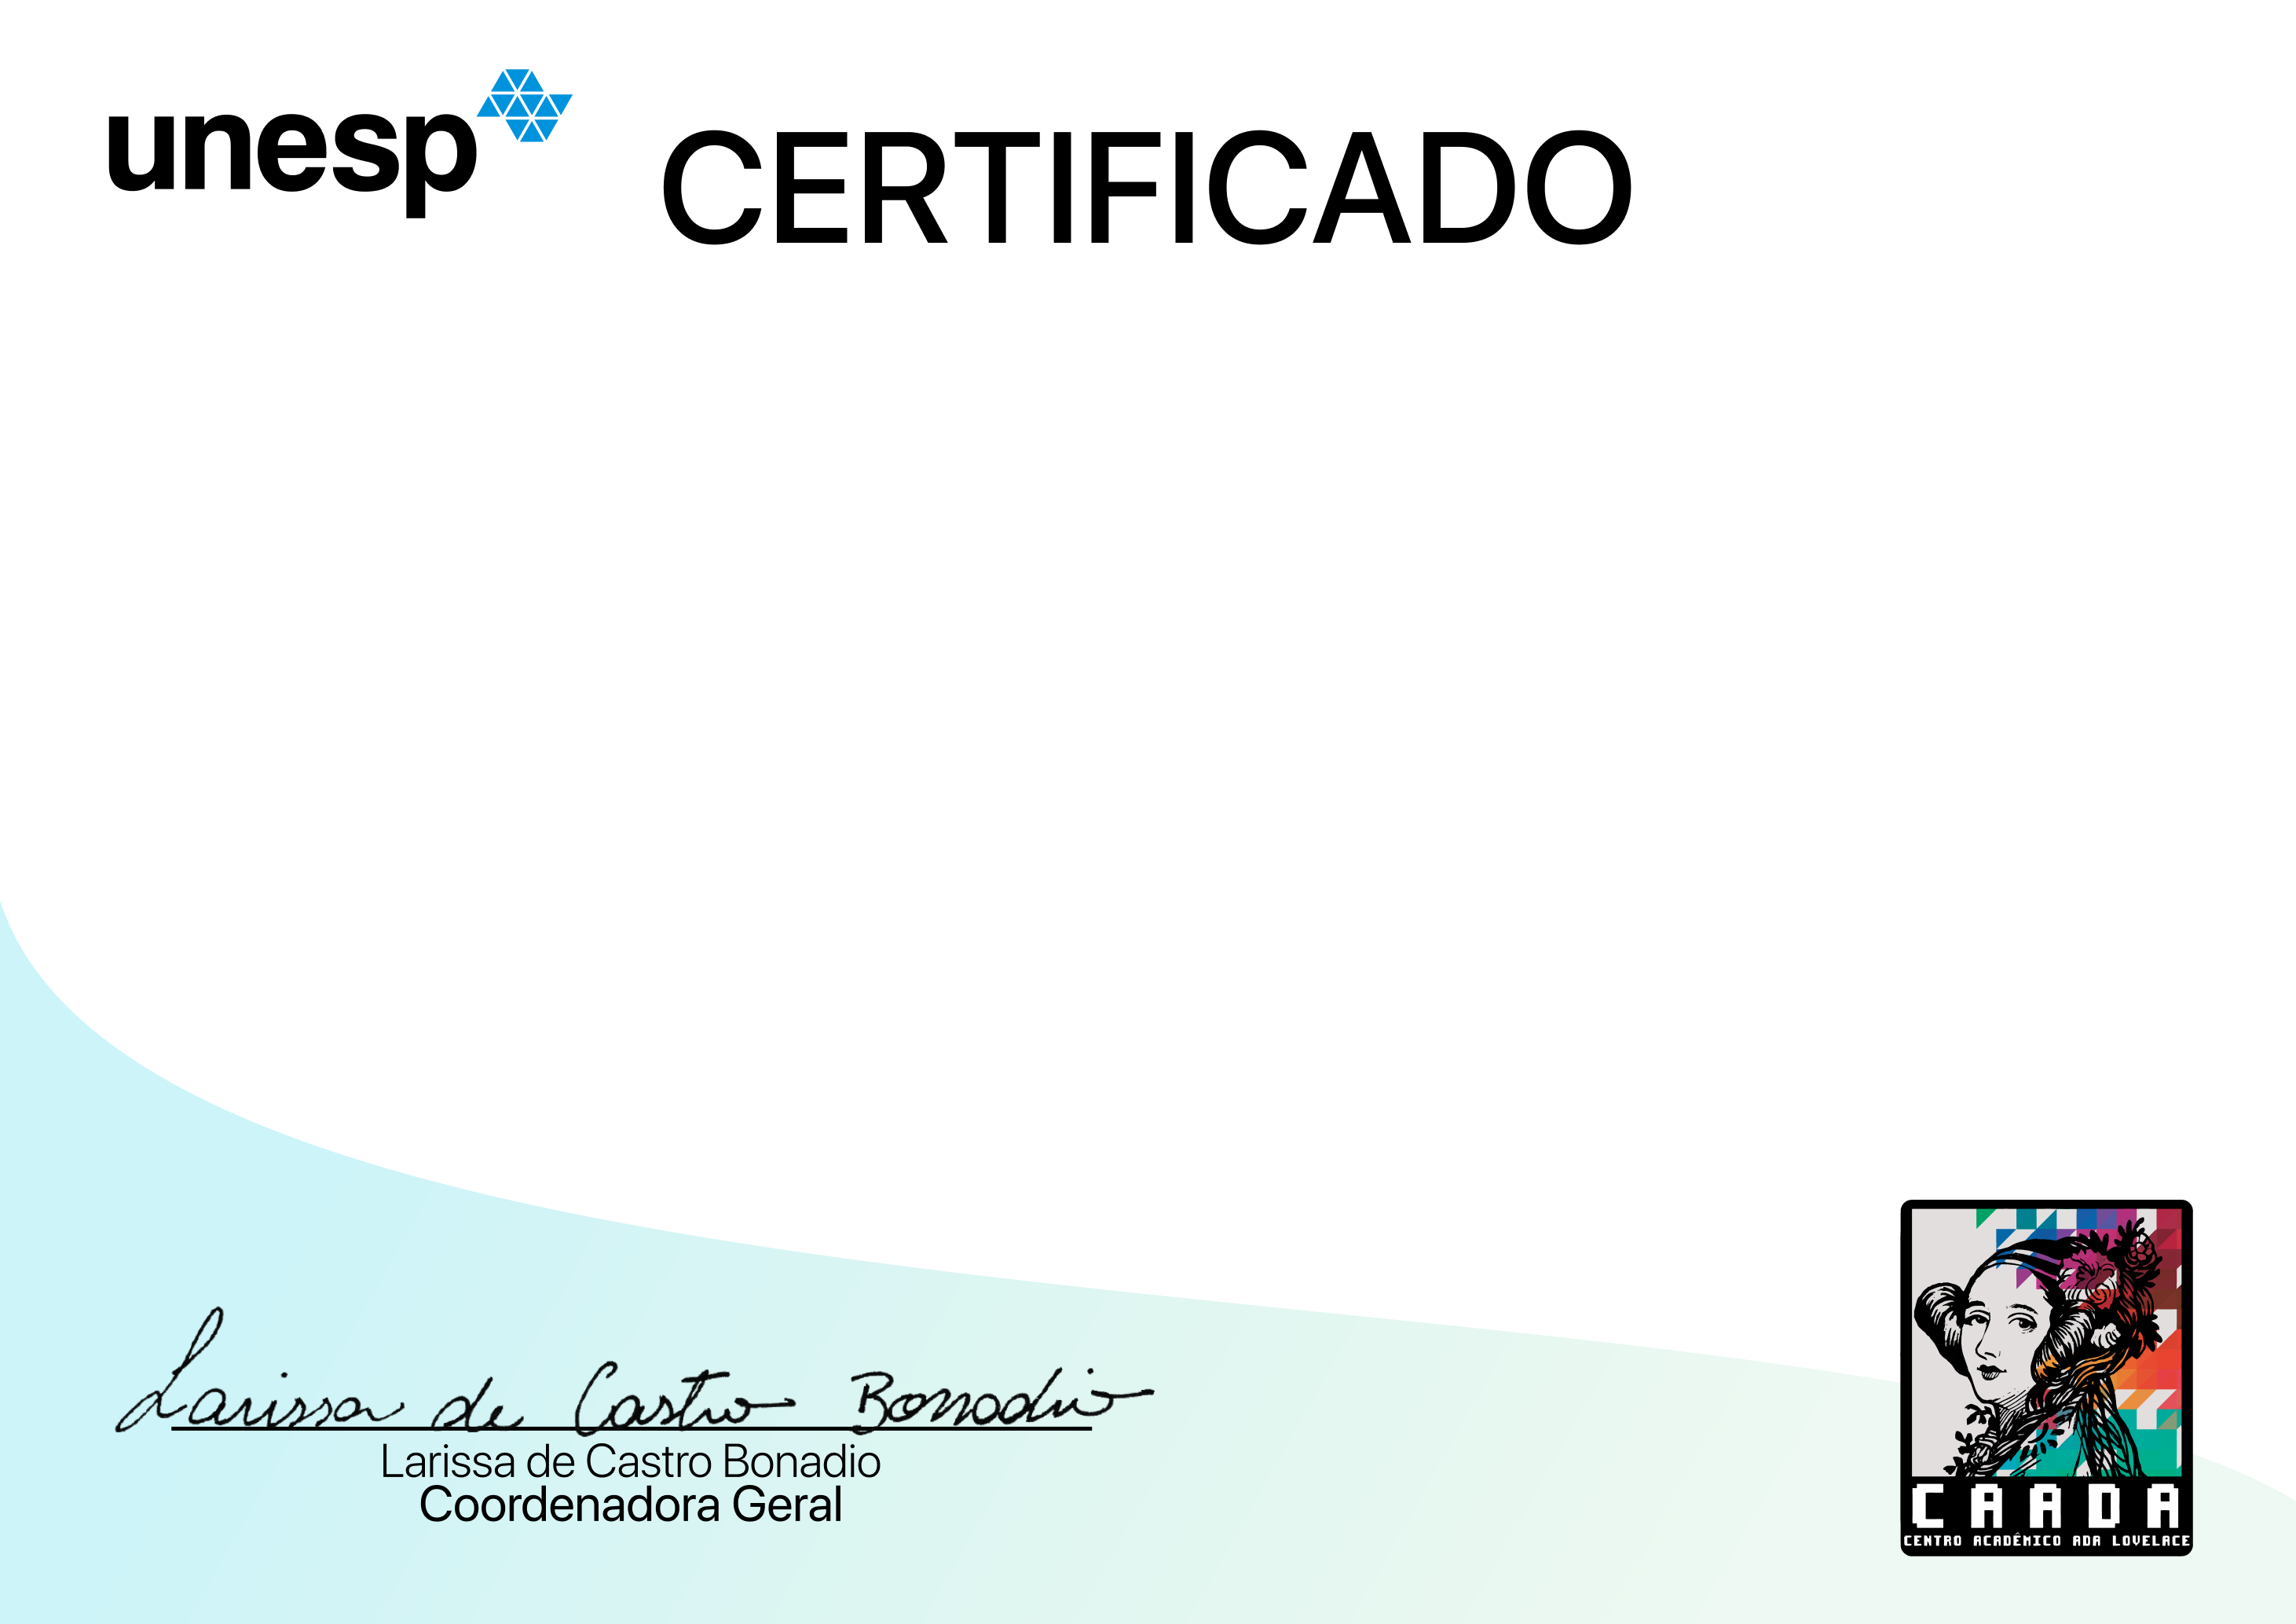 unesp
CERTIFICADO
Larissa de Castro Bonadio
Larissa de Castro Bonadio
Coordenadora Geral
CAADA
CENTRO ACADÊMICO ADA LOVELACE